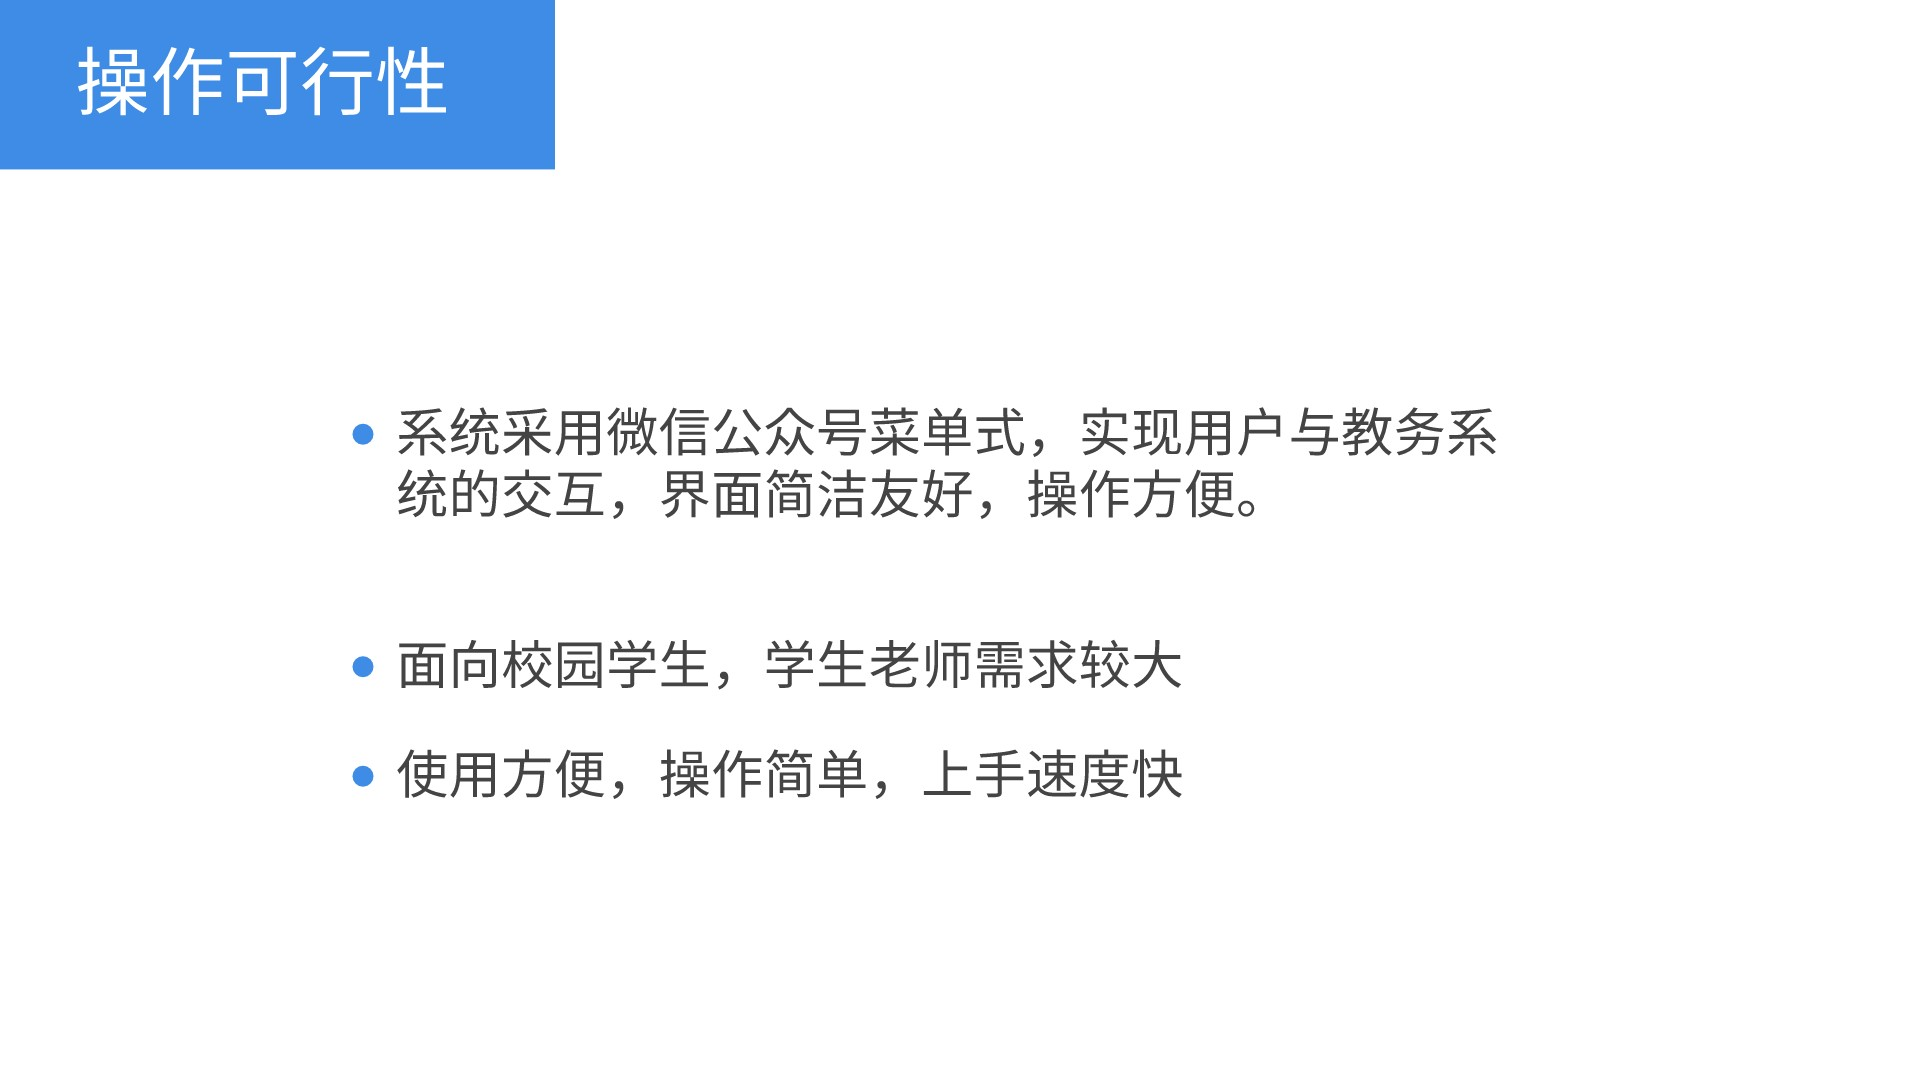 操作可行性
● 系统采用微信公众号菜单式，实现用户与教务系
统的交互，界面简洁友好，操作方便。
● 面向校园学生，学生老师需求较大
● 使用方便，操作简单，上手速度快